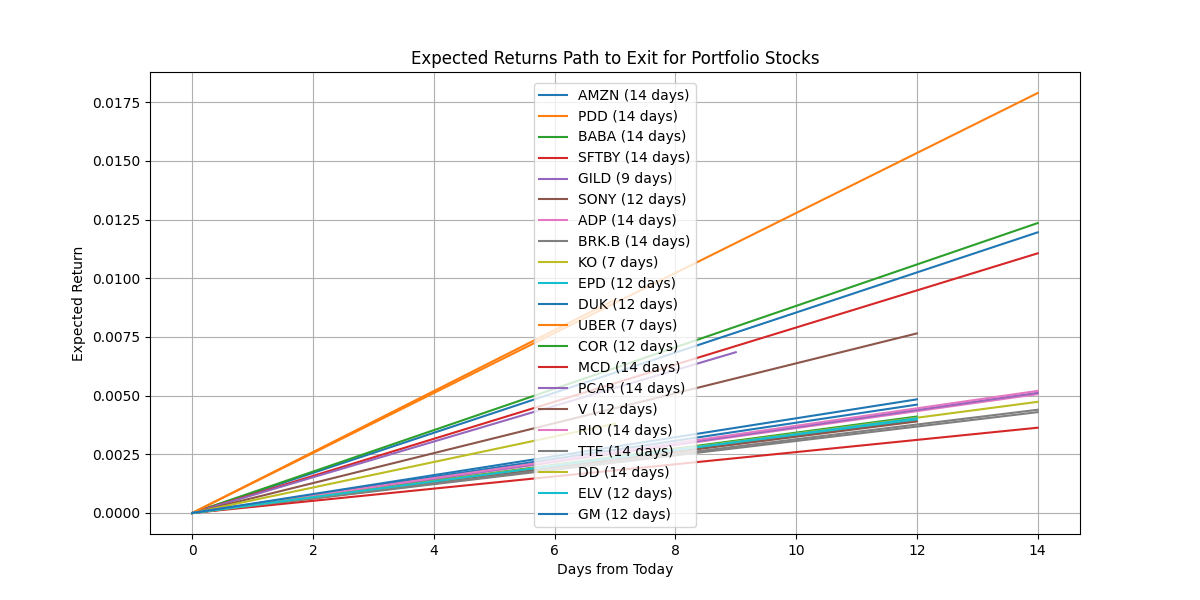 Expected Returns Path to Exit for Portfolio Stocks
Expected Return
0.0175
0.0150
0.0125
0.0100
0.0075
0.0050
0.0025
0.0000
AMZN (14 days)
PDD (14 days)
BABA (14 days)
SFTBY (14 days)
GILD (9 days)
SONY (12 days)
ADP (14 days)
BRK.B (14 days)
KO (7 days)
EPD (12 days)
DUK (12 days)
UBER (7 days)
COR (12 days)
MCD (14 days)
PCAR (14 days)
V (12 days)
RIO (14 days)
TTE (14 days)
DD (14 days)
ELV (12 days)
GM (12 days)
0 2 4 6 8 10 12 14
Days from Today